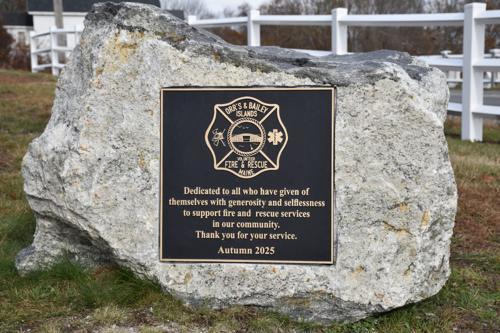 ORR'S & BAILEY
ISLANDS
VOLUNTEER
FIRE & RESCUE
MAINE
Dedicated to all who have given of
themselves with generosity and selflessness
to support fire and rescue services
in our community.
Thank you for your service.
Autumn 2025